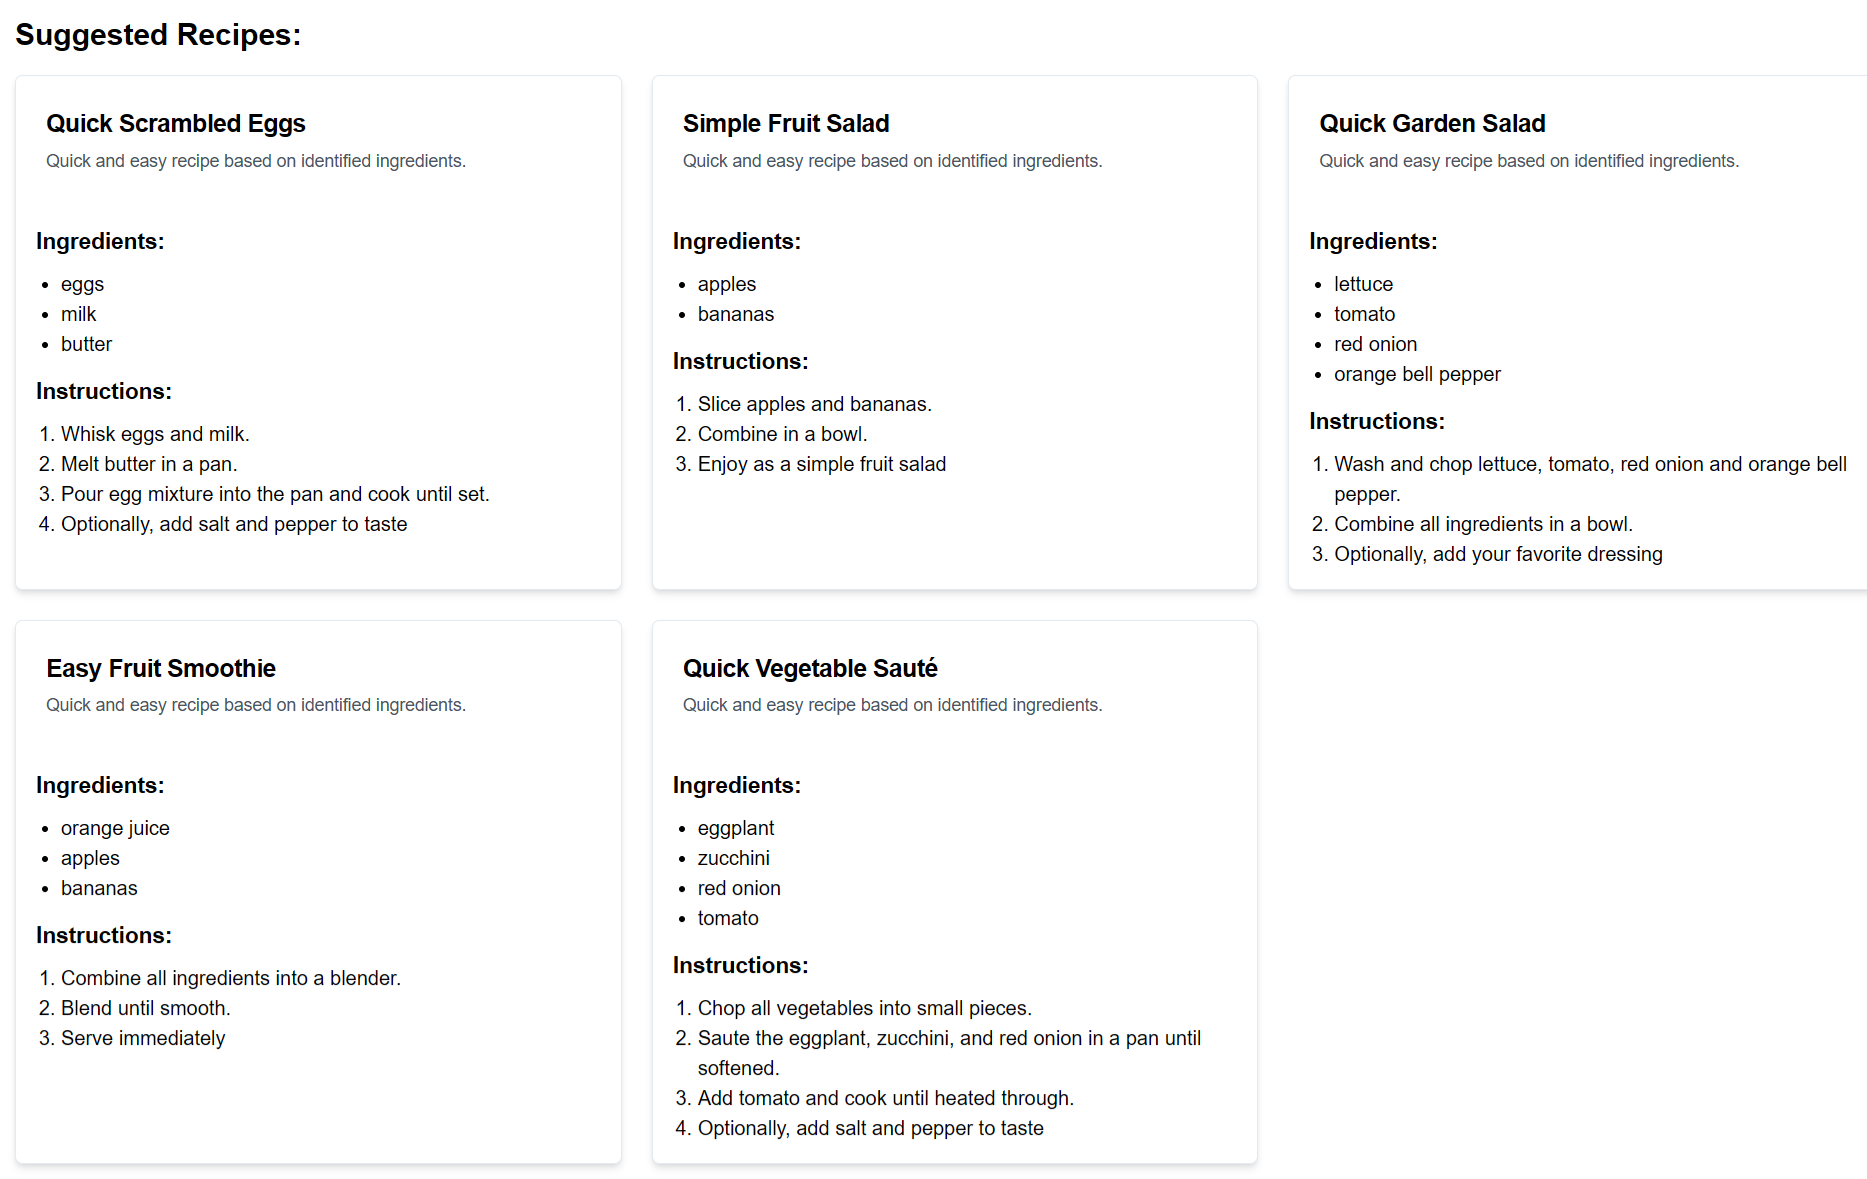 Suggested Recipes:
Quick Scrambled Eggs
Quick and easy recipe based on identified ingredients.
Ingredients:
• eggs
• milk
• butter
Instructions:
1. Whisk eggs and milk.
2. Melt butter in a pan.
3. Pour egg mixture into the pan and cook until set.
4. Optionally, add salt and pepper to taste
Simple Fruit Salad
Quick and easy recipe based on identified ingredients.
Ingredients:
• apples
• bananas
Instructions:
1. Slice apples and bananas.
2. Combine in a bowl.
3. Enjoy as a simple fruit salad
Quick Garden Salad
Quick and easy recipe based on identified ingredients.
Ingredients:
• lettuce
• tomato
• red onion
• orange bell pepper
Instructions:
1. Wash and chop lettuce, tomato, red onion and orange bell
pepper.
2. Combine all ingredients in a bowl.
3. Optionally, add your favorite dressing
Easy Fruit Smoothie
Quick and easy recipe based on identified ingredients.
Ingredients:
• orange juice
• apples
• bananas
Instructions:
1. Combine all ingredients into a blender.
2. Blend until smooth.
3. Serve immediately
Quick Vegetable Sauté
Quick and easy recipe based on identified ingredients.
Ingredients:
• eggplant
• zucchini
• red onion
• tomato
Instructions:
1. Chop all vegetables into small pieces.
2. Saute the eggplant, zucchini, and red onion in a pan until
softened.
3. Add tomato and cook until heated through.
4. Optionally, add salt and pepper to taste